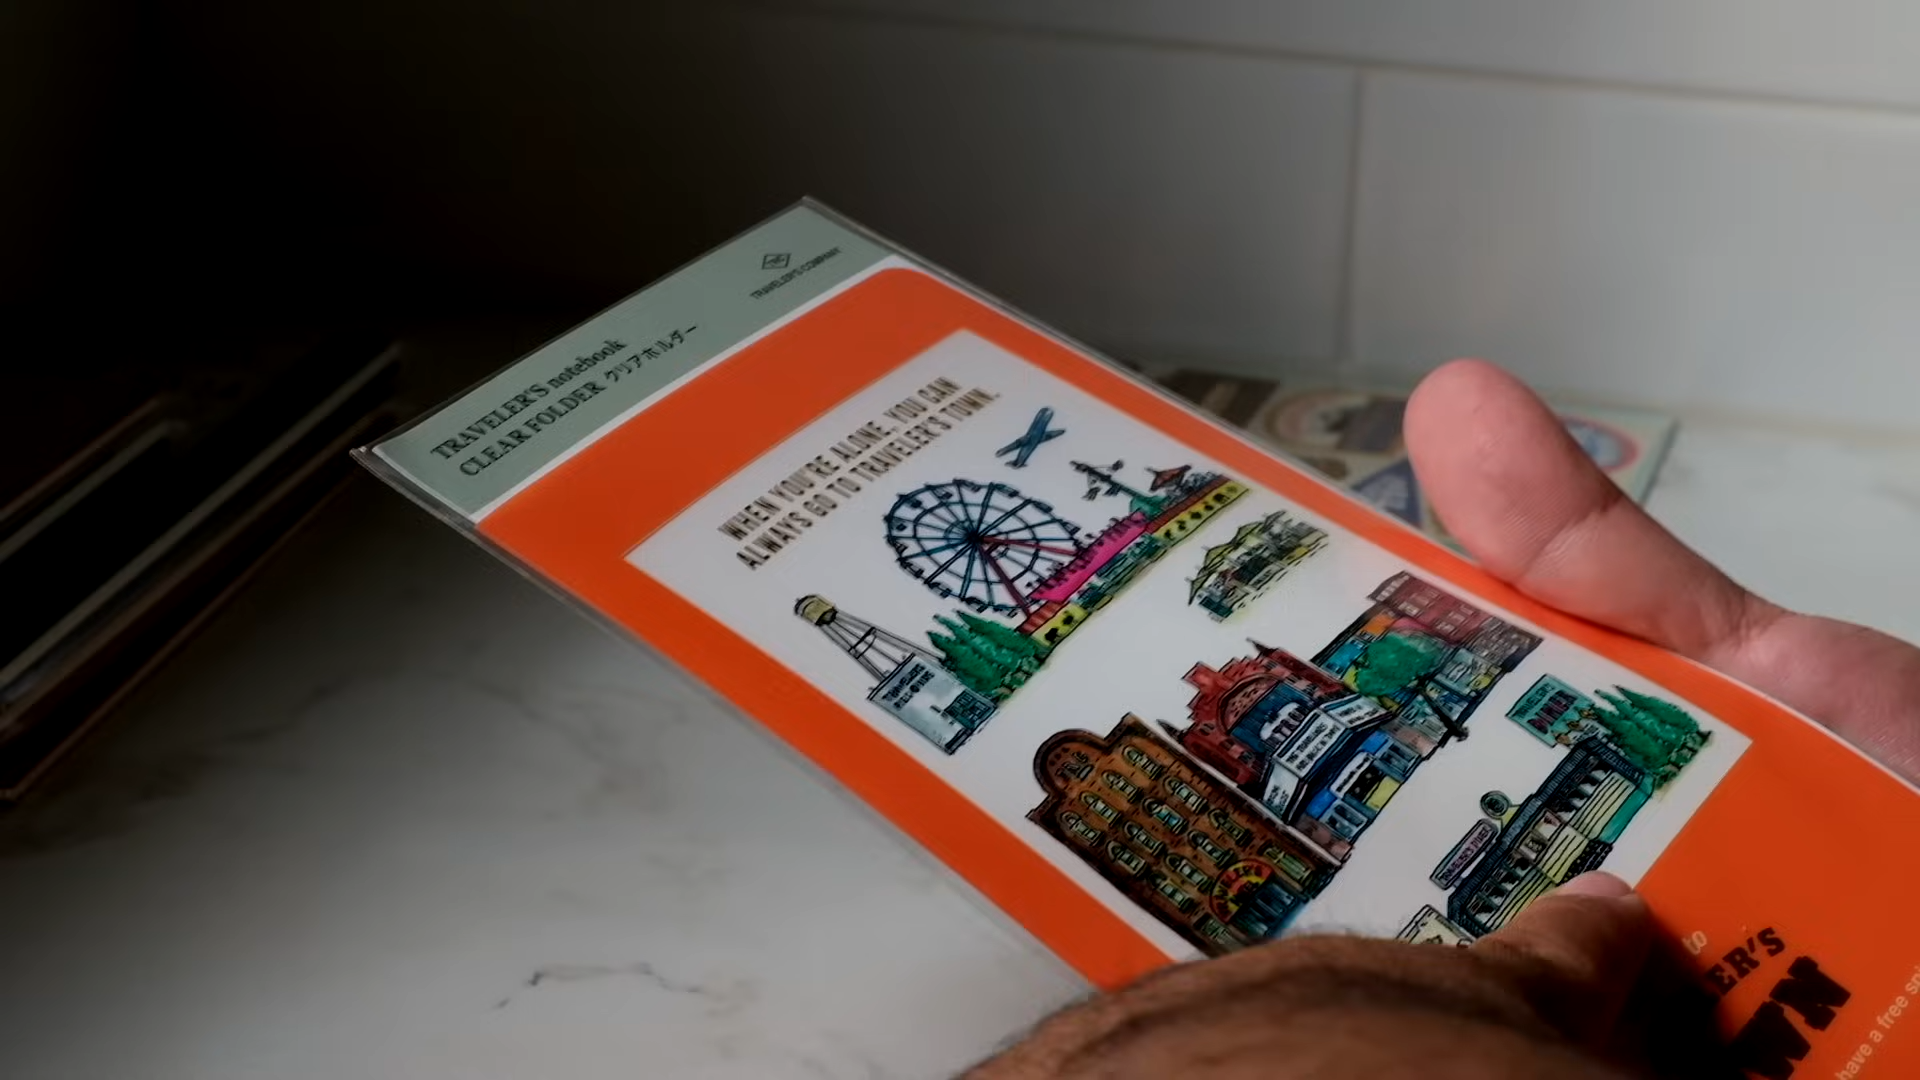 TRAVELER'S COMPANY
TRAVELER'S notebook
CLEAR FOLDER クリアホルダー
WHEN YOU'RE ALONE, YOU CAN
ALWAYS GO TO TRAVELER'S TOWN.
DINER
to
ER'S
WN
have a free